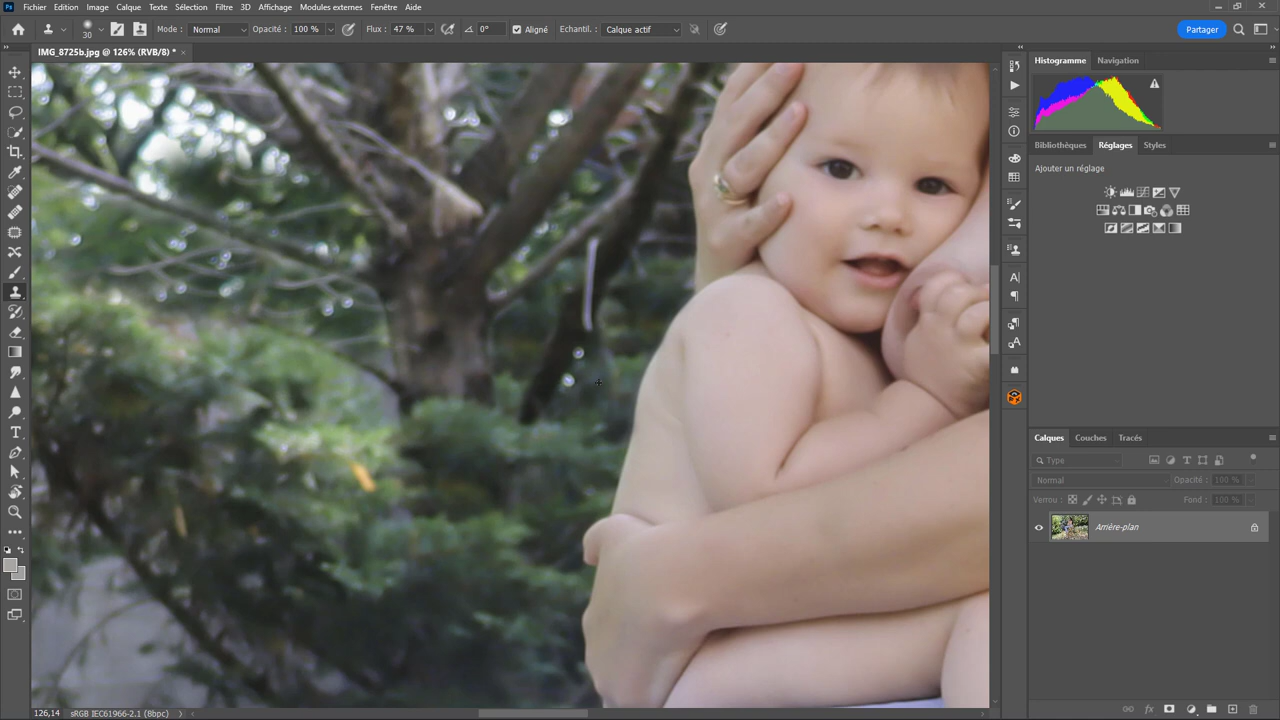 Ps Fichier Edition Image Calque Texte Sélection Filtre 3D Affichage Modules externes Fenêtre Aide
30 Mode : Normal Opacité : 100 % Flux : 47 % 0° Aligné Echantil. : Calque actif Partager
IMG_8725b.jpg @ 126% (RVB/8) * ×
Histogramme Navigation
Bibliothèques Réglages Styles
Ajouter un réglage
Calques Couches Tracés
Type
Normal Opacité : 100 %
Verrou : Fond : 100 %
Arrière-plan
126,14 sRGB IEC61966-2.1 (8bpc)